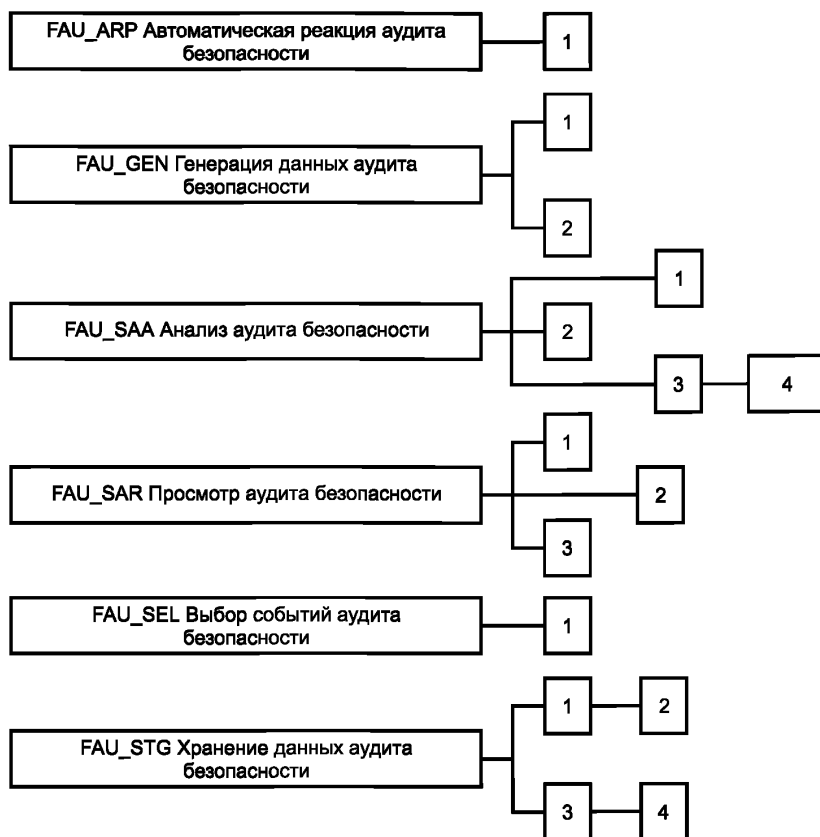 FAU_ARP Автоматическая реакция аудита
безопасности
1
FAU_GEN Генерация данных аудита
безопасности
1
2
FAU_SAA Анализ аудита безопасности
1
2
3
4
FAU_SAR Просмотр аудита безопасности
1
2
3
FAU_SEL Выбор событий аудита
безопасности
1
FAU_STG Хранение данных аудита
безопасности
1
2
3
4